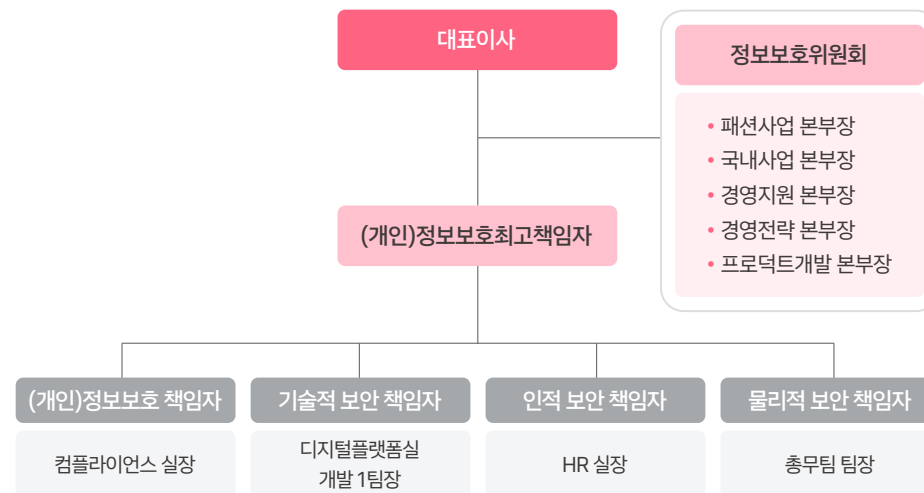 대표이사
정보보호위원회
• 패션사업 본부장
• 국내사업 본부장
• 경영지원 본부장
• 경영전략 본부장
• 프로덕트개발 본부장
(개인)정보보호최고책임자
(개인)정보보호 책임자
컴플라이언스 실장
기술적 보안 책임자
디지털플랫폼실
개발 1팀장
인적 보안 책임자
HR 실장
물리적 보안 책임자
총무팀 팀장